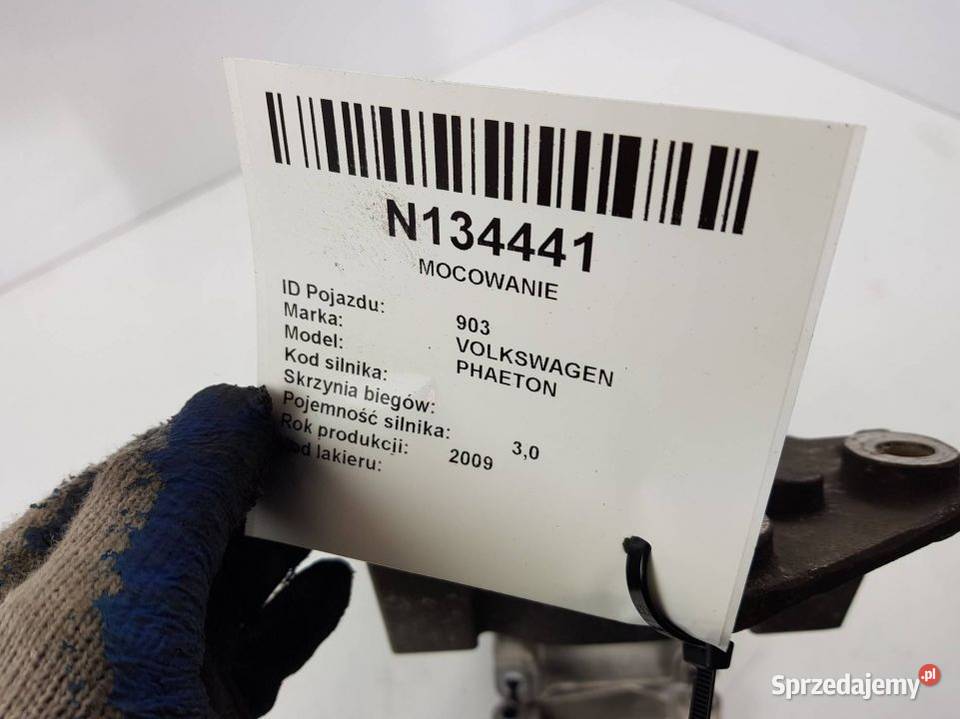 N134441
MOCOWANIE
ID Pojazdu: 903
Marka: VOLKSWAGEN
Model: PHAETON
Kod silnika:
Skrzynia biegów:
Pojemność silnika: 3,0
Rok produkcji: 2009
od lakieru:
Sprzedajemy.pl